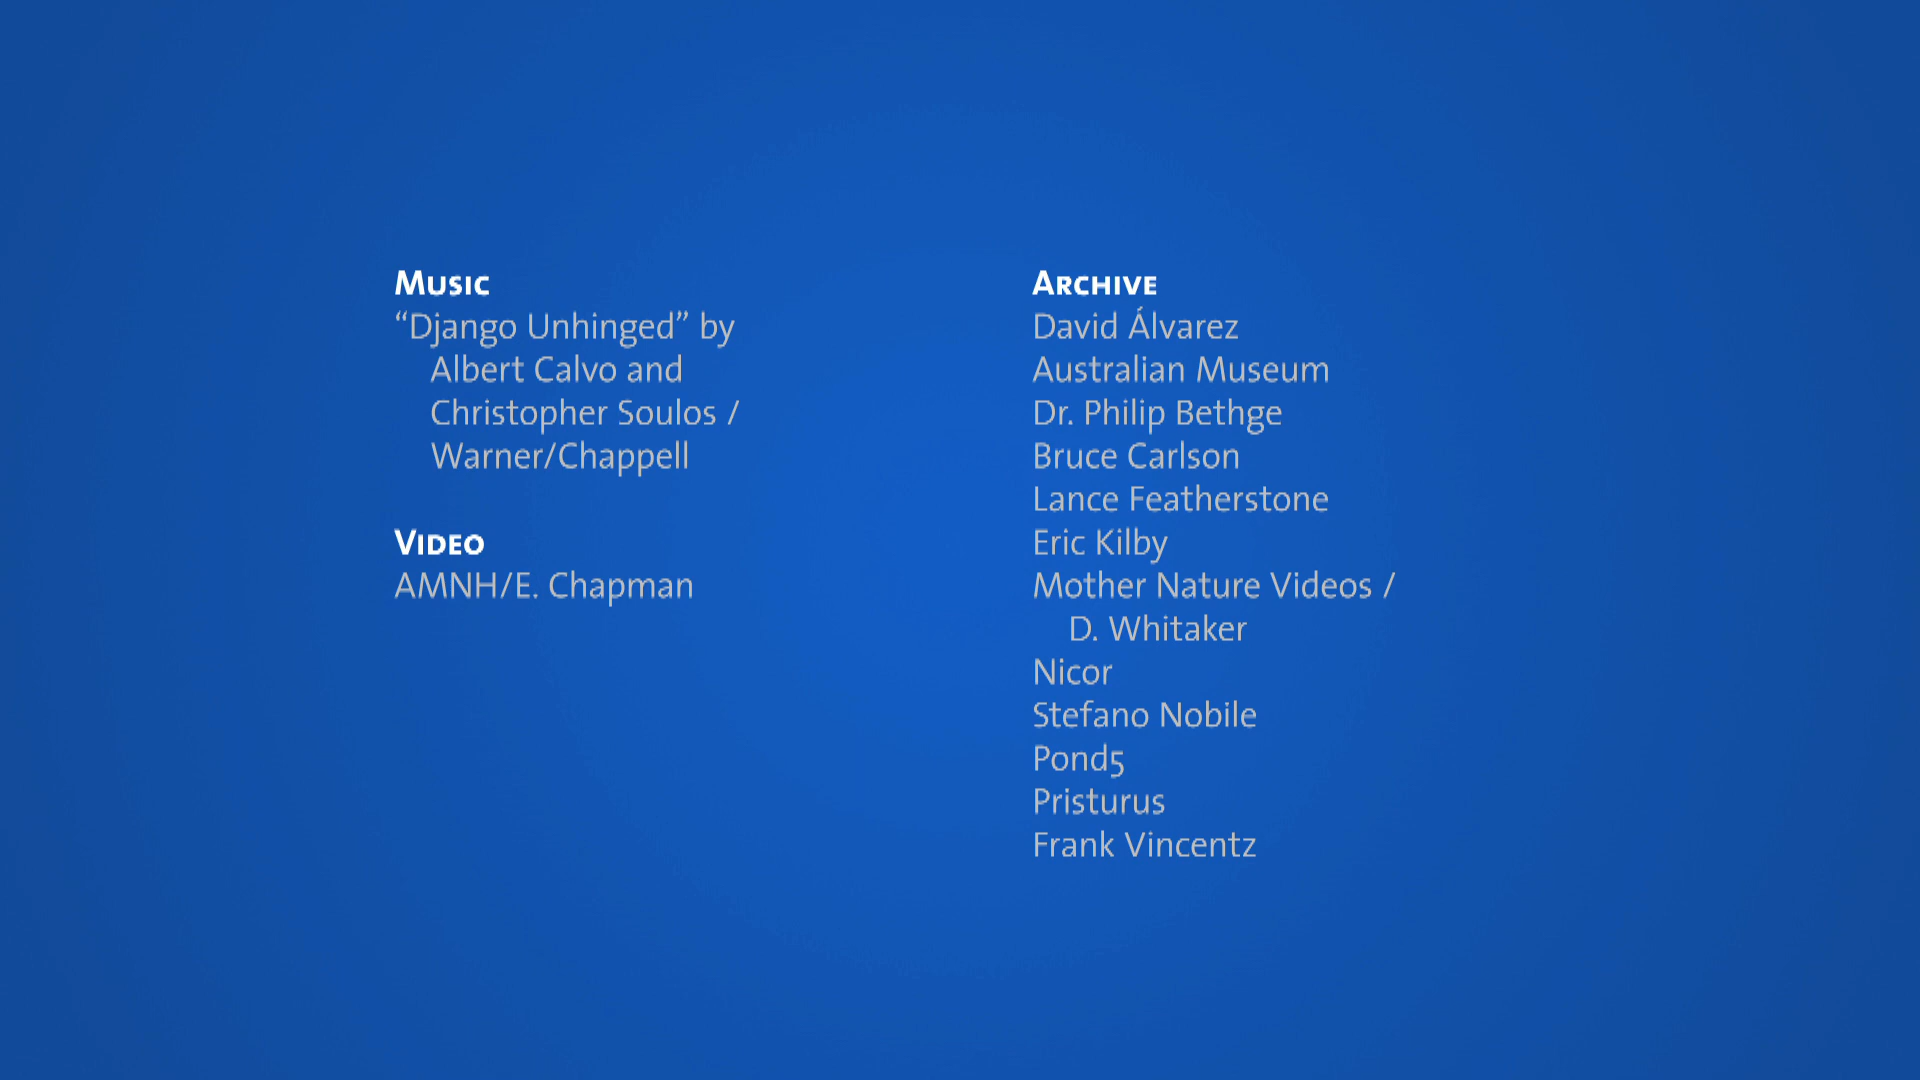 MUSIC
“Django Unhinged” by
Albert Calvo and
Christopher Soulos /
Warner/Chappell
VIDEO
AMNH/E. Chapman
ARCHIVE
David Álvarez
Australian Museum
Dr. Philip Bethge
Bruce Carlson
Lance Featherstone
Eric Kilby
Mother Nature Videos /
D. Whitaker
Nicor
Stefano Nobile
Pond5
Pristurus
Frank Vincentz